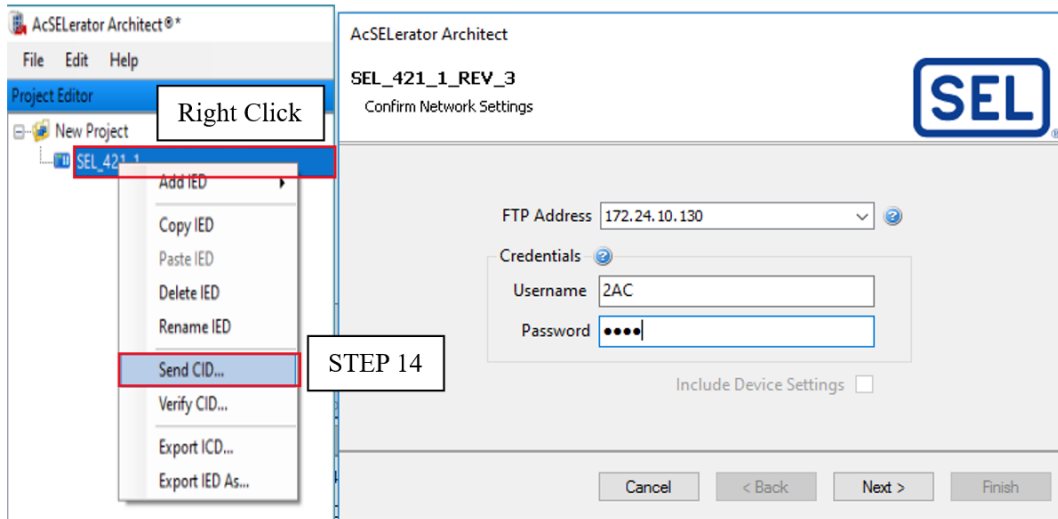 AcSELerator Architect®*
File Edit Help
Project Editor
Right Click
New Project
SEL_421_1
Add IED
Copy IED
Paste IED
Delete IED
Rename IED
Send CID...
STEP 14
Verify CID...
Export ICD...
Export IED As...
AcSELerator Architect
SEL_421_1_REV_3
Confirm Network Settings
SEL®
FTP Address 172.24.10.130
Credentials
Username 2AC
Password ●●●●
Include Device Settings
Cancel < Back Next > Finish